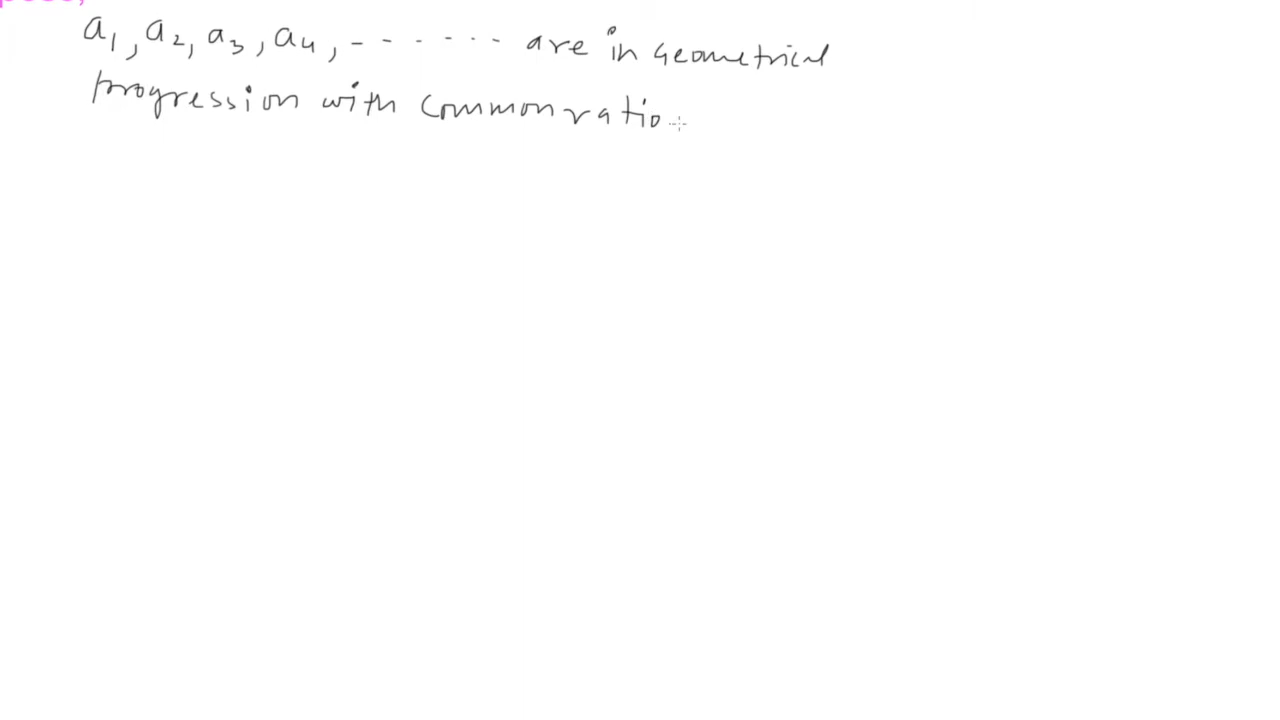 a₁, a₂, a₃, a₄, - - - - - - - are in Geometrical
progression with common ratio